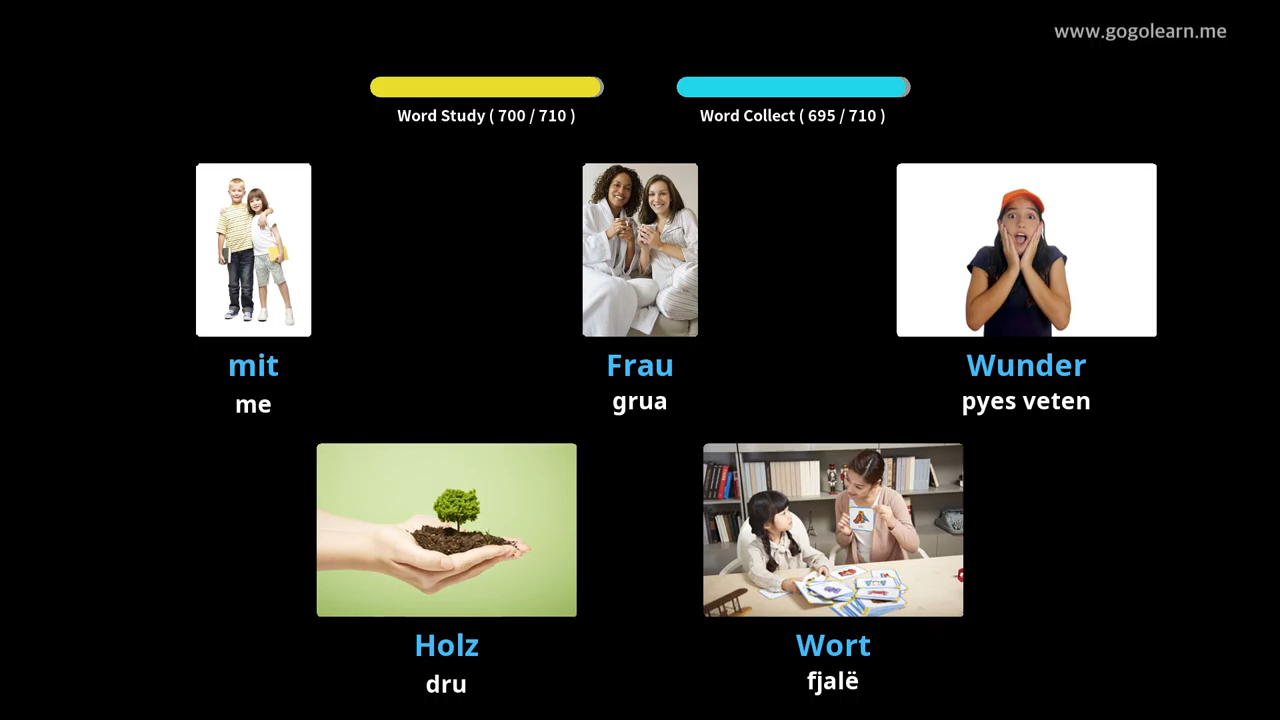 www.gogolearn.me
Word Study ( 700 / 710 )
Word Collect ( 695 / 710 )
mit
me
Frau
grua
Wunder
pyes veten
Holz
dru
Wort
fjalë